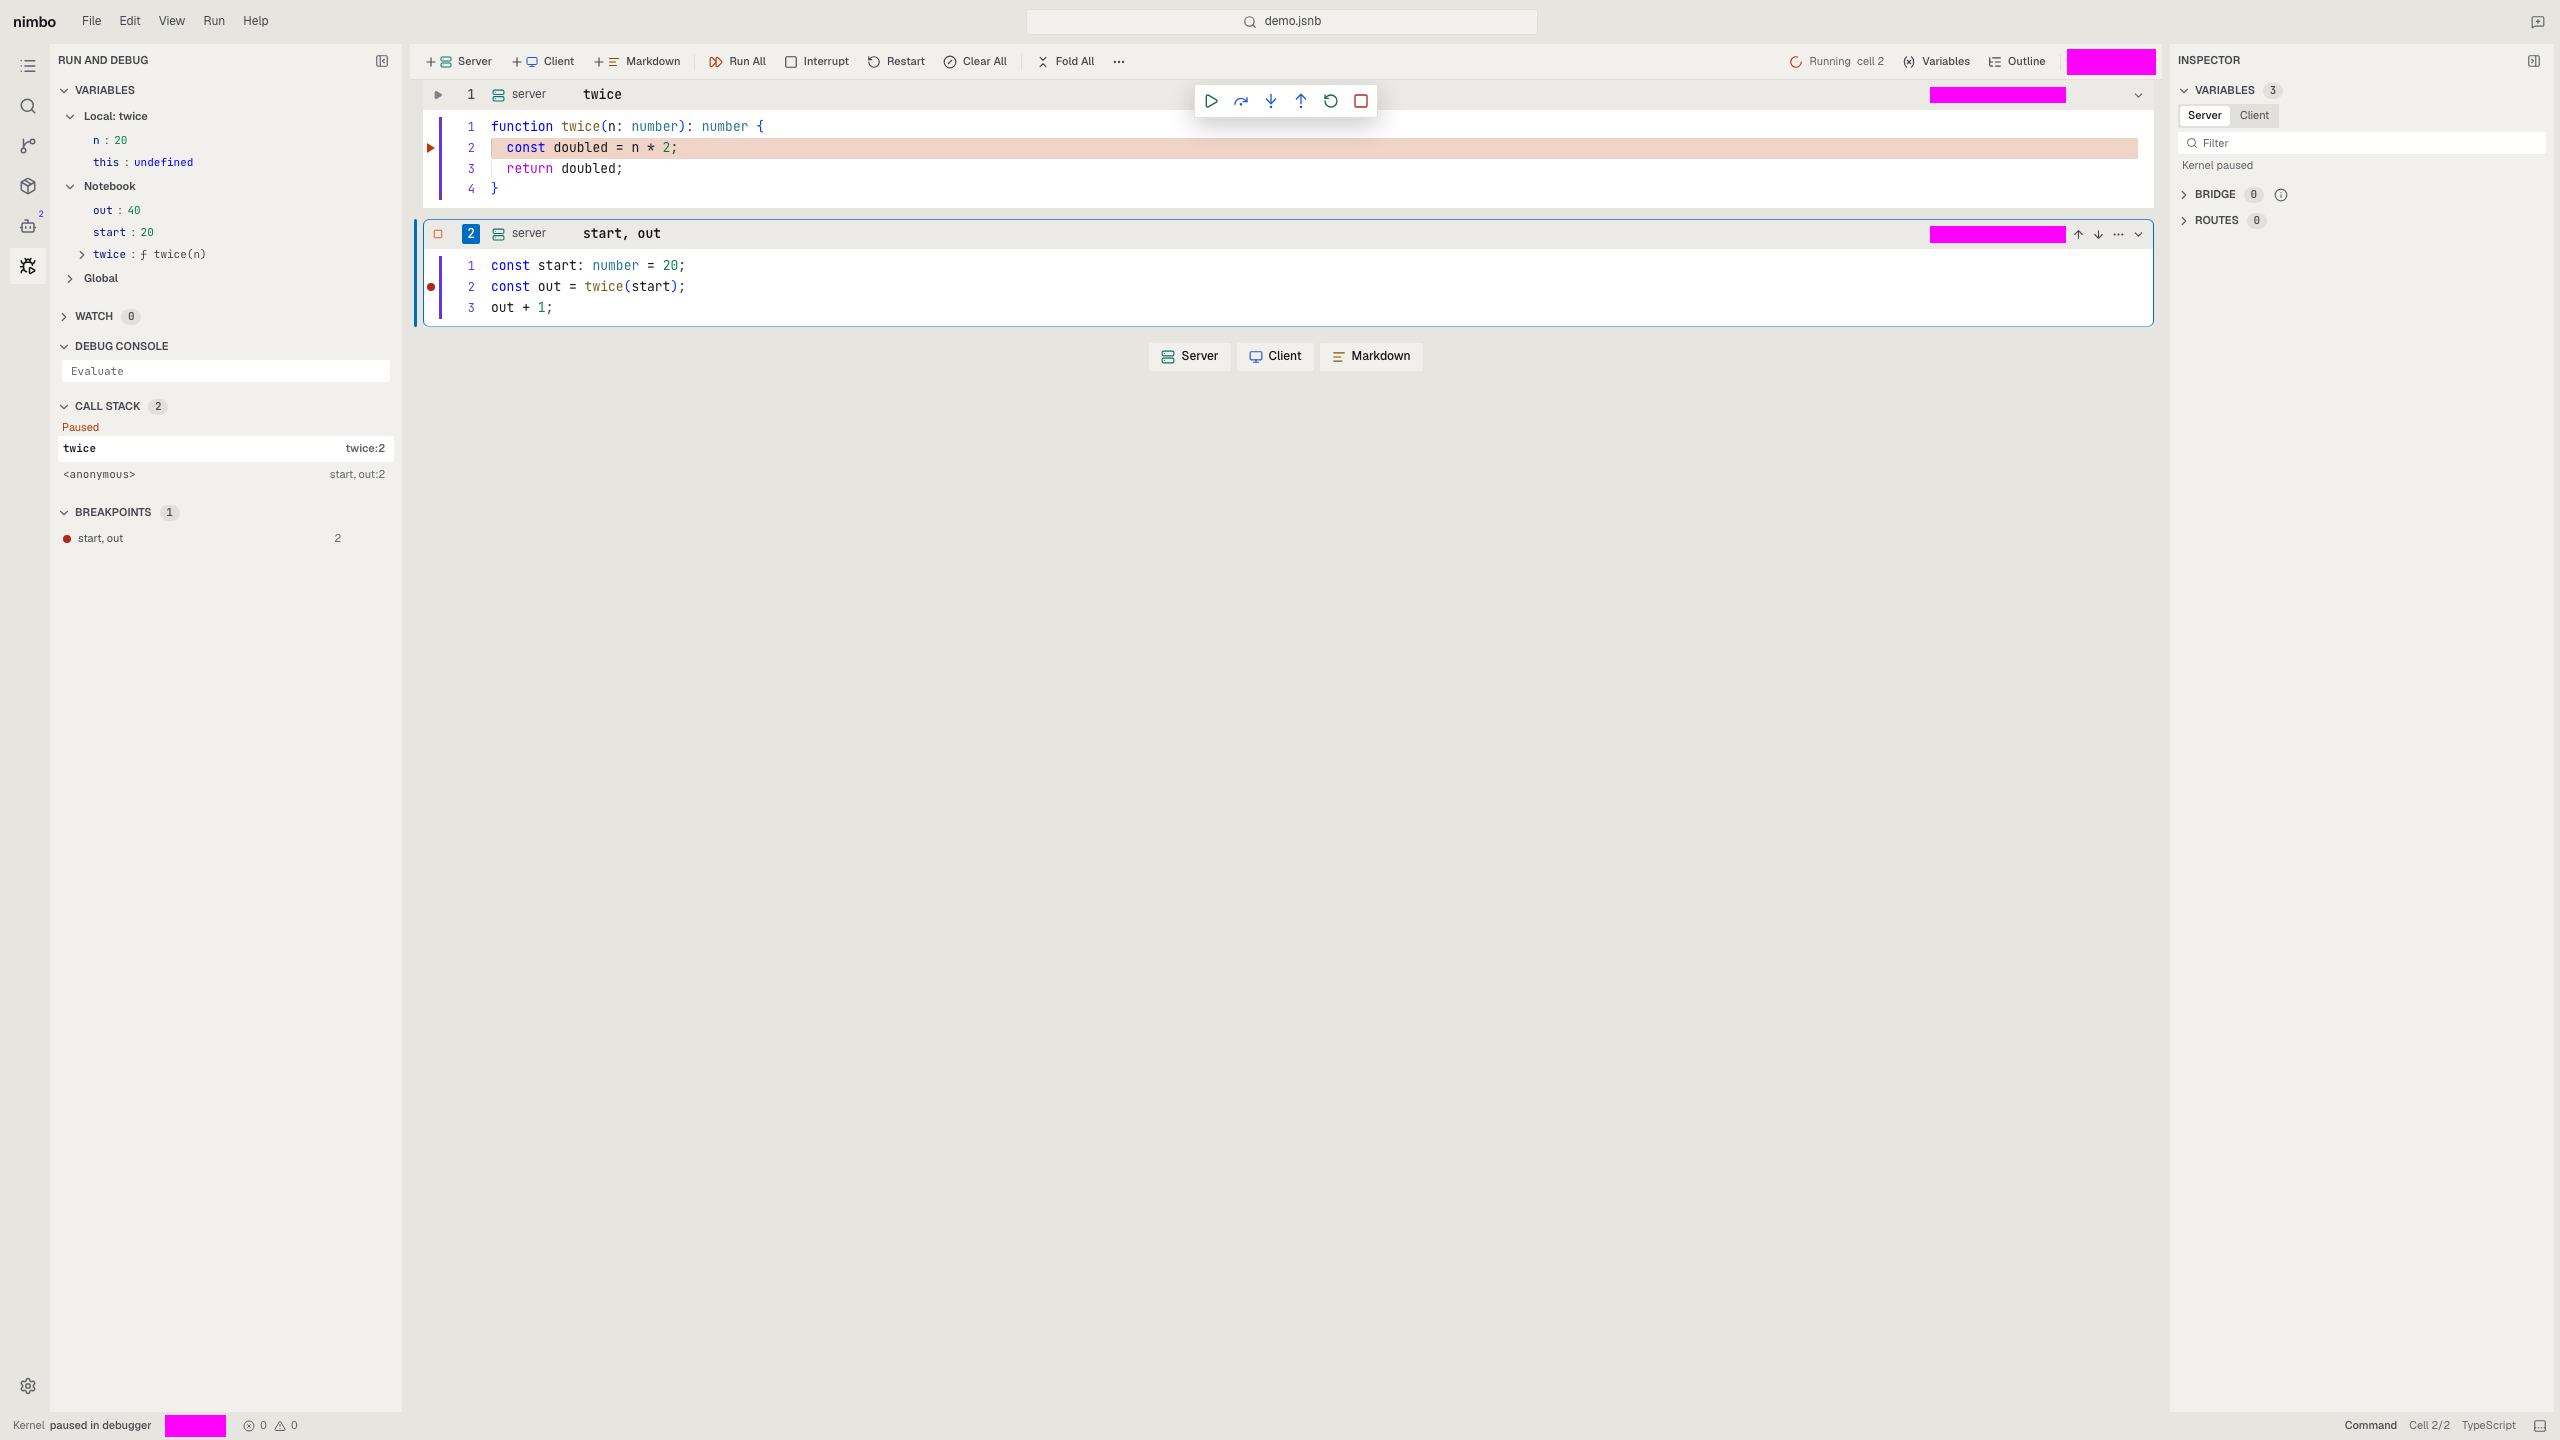 nimbo File Edit View Run Help
demo.jsnb
RUN AND DEBUG
VARIABLES
Local: twice
n : 20
this : undefined
Notebook
out : 40
start : 20
twice : ƒ twice(n)
Global
WATCH 0
DEBUG CONSOLE
Evaluate
CALL STACK 2
Paused
twice twice:2
<anonymous> start, out:2
BREAKPOINTS 1
start, out 2
2
Server Client Markdown Run All Interrupt Restart Clear All Fold All
Running cell 2 Variables Outline
1 server twice
1 function twice(n: number): number {
2 const doubled = n * 2;
3 return doubled;
4 }
2 server start, out
1 const start: number = 20;
2 const out = twice(start);
3 out + 1;
Server Client Markdown
INSPECTOR
VARIABLES 3
Server Client
Filter
Kernel paused
BRIDGE 0
ROUTES 0
Kernel paused in debugger 0 0
Command Cell 2/2 TypeScript